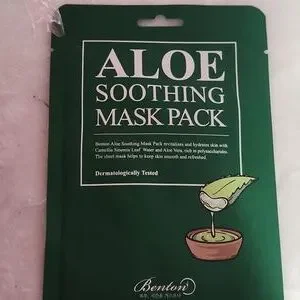 ALOE
SOOTHING
MASK PACK
Benton Aloe Soothing Mask Pack revitalizes and hydrates skin with
Camellia Sinensis Leaf Water and Aloe Vera, rich in polysaccharides.
The sheet mask helps to keep skin smooth and refreshed.
Dermatologically Tested
Benton